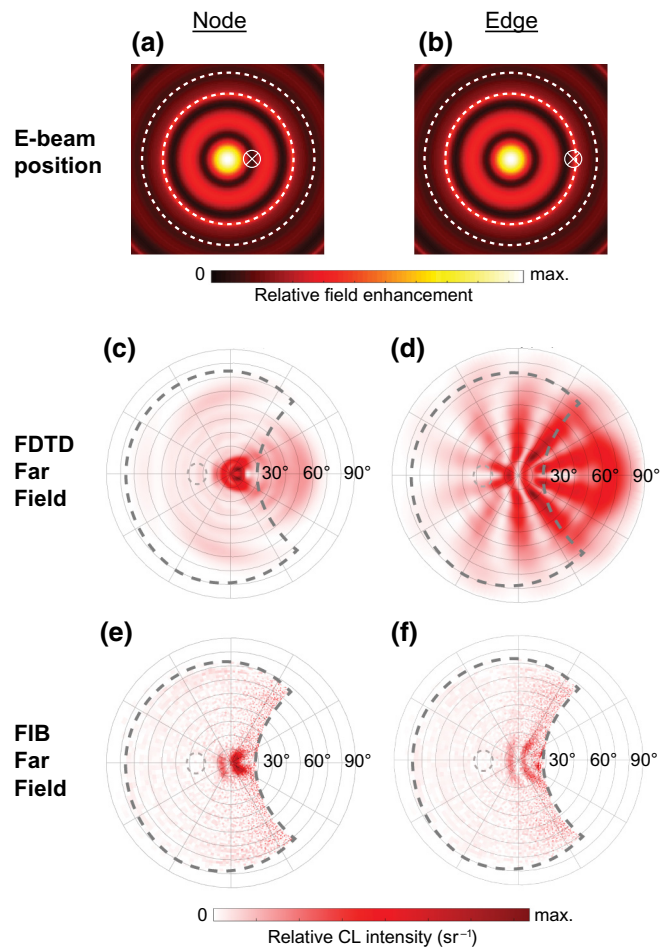 Node
Edge
(a)
(b)
E-beam
position
0
max.
Relative field enhancement
(c)
(d)
FDTD
Far
Field
30° 60° 90°
30° 60° 90°
(e)
(f)
FIB
Far
Field
30° 60° 90°
30° 60° 90°
0
max.
Relative CL intensity (sr⁻¹)